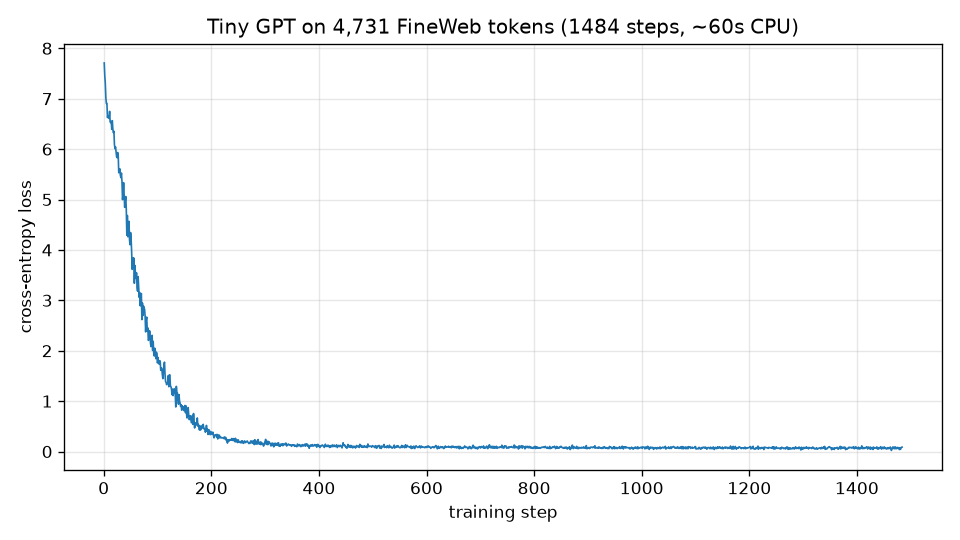 Tiny GPT on 4,731 FineWeb tokens (1484 steps, ~60s CPU)
8
7
6
5
4
3
2
1
0
cross-entropy loss
0 200 400 600 800 1000 1200 1400
training step